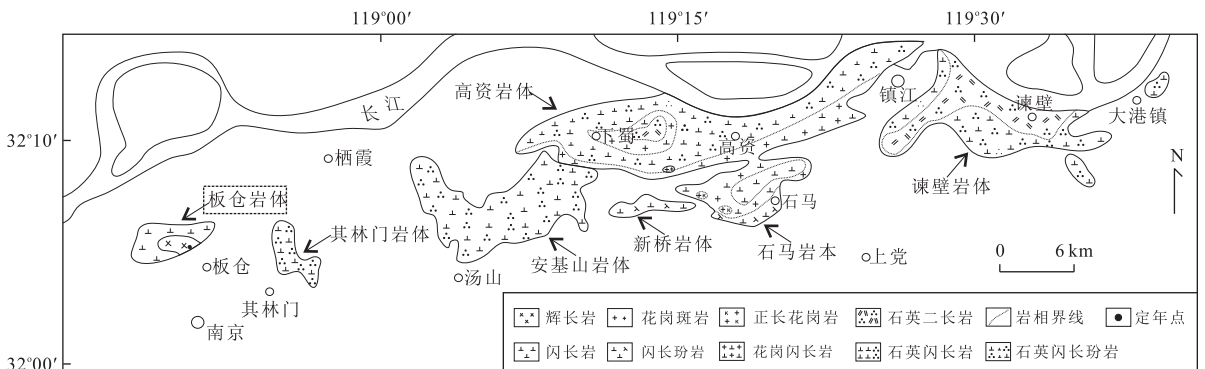 119°00′
119°15′
119°30′
长江
高资岩体
镇江
谏壁
大港镇
下蜀
高资
32°10′
栖霞
N
板仓岩体
谏壁岩体
石马
其林门岩体
新桥岩体
石马岩本
安基山岩体
上党
0 6 km
板仓
汤山
其林门
南京
辉长岩 花岗斑岩 正长花岗岩 石英二长岩 岩相界线 定年点
闪长岩 闪长玢岩 花岗闪长岩 石英闪长岩 石英闪长玢岩
32°00′